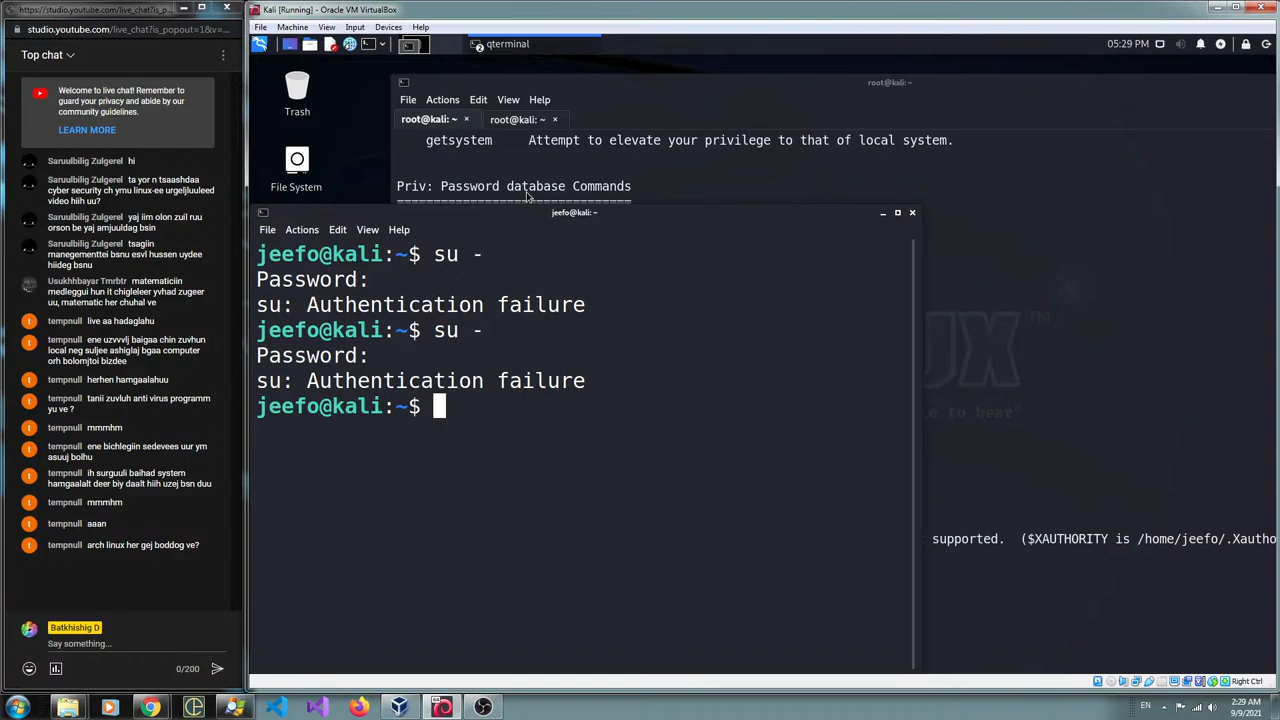 https://studio.youtube.com/live_chat?is_p...
studio.youtube.com/live_chat?is_popout=1&v=...
Top chat
Welcome to live chat! Remember to
guard your privacy and abide by our
community guidelines.
LEARN MORE
Saruulbilig Zulgerel hi
Saruulbilig Zulgerel ta yor n tsaashdaa
cyber security ch ymu linux-ee urgeljluuleed
video hiih uu?
Saruulbilig Zulgerel yaj iim olon zuil ruu
orson be yaj amjuuldag bsin
Saruulbilig Zulgerel tsagiin
manegementtei bsnu esvl hussen uydee
hiideg bsnu
Usukhhbayar Tmrbtr matematiciin
medleggui hun it chigleleer yvhad zugeer
uu, matematic her chuhal ve
tempnull live aa hadaglahu
tempnull ene uzvvvlj baigaa chin zuvhun
local neg suljee ashiglaj bgaa computer
orh bolomjtoi bizdee
tempnull herhen hamgaalahuu
tempnull tanii zuvluh anti virus programm
yu ve ?
tempnull mmmhm
tempnull ene bichlegiin sedevees uur ym
asuuj bolhu
tempnull ih surguuli baihad system
hamgaalalt deer biy daalt hiih uzej bsn duu
tempnull mmmhm
tempnull aaan
tempnull arch linux her gej boddog ve?
Batkhishig D
Say something...
0/200
Kali [Running] - Oracle VM VirtualBox
File Machine View Input Devices Help
qterminal
05:29 PM
Trash
File System
root@kali: ~
File Actions Edit View Help
root@kali: ~ × root@kali: ~ ×
getsystem Attempt to elevate your privilege to that of local system.
Priv: Password database Commands
================================
jeefo@kali: ~
File Actions Edit View Help
jeefo@kali:~$ su -
Password:
su: Authentication failure
jeefo@kali:~$ su -
Password:
su: Authentication failure
jeefo@kali:~$
supported. ($XAUTHORITY is /home/jeefo/.Xautho
Right Ctrl
EN
2:29 AM
9/9/2021